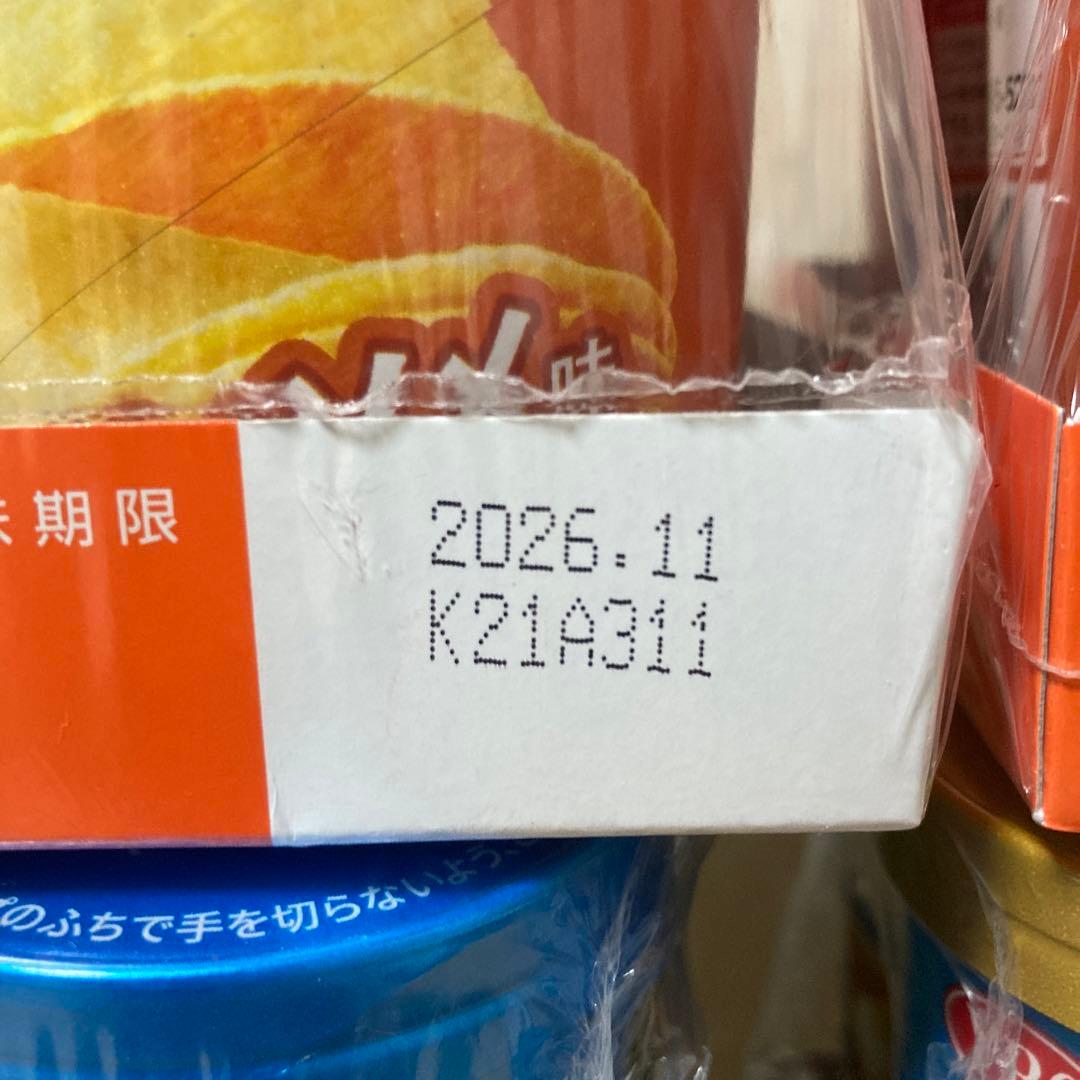 味
期限
2026.11
K21A311
のふちで手を切らないよう、